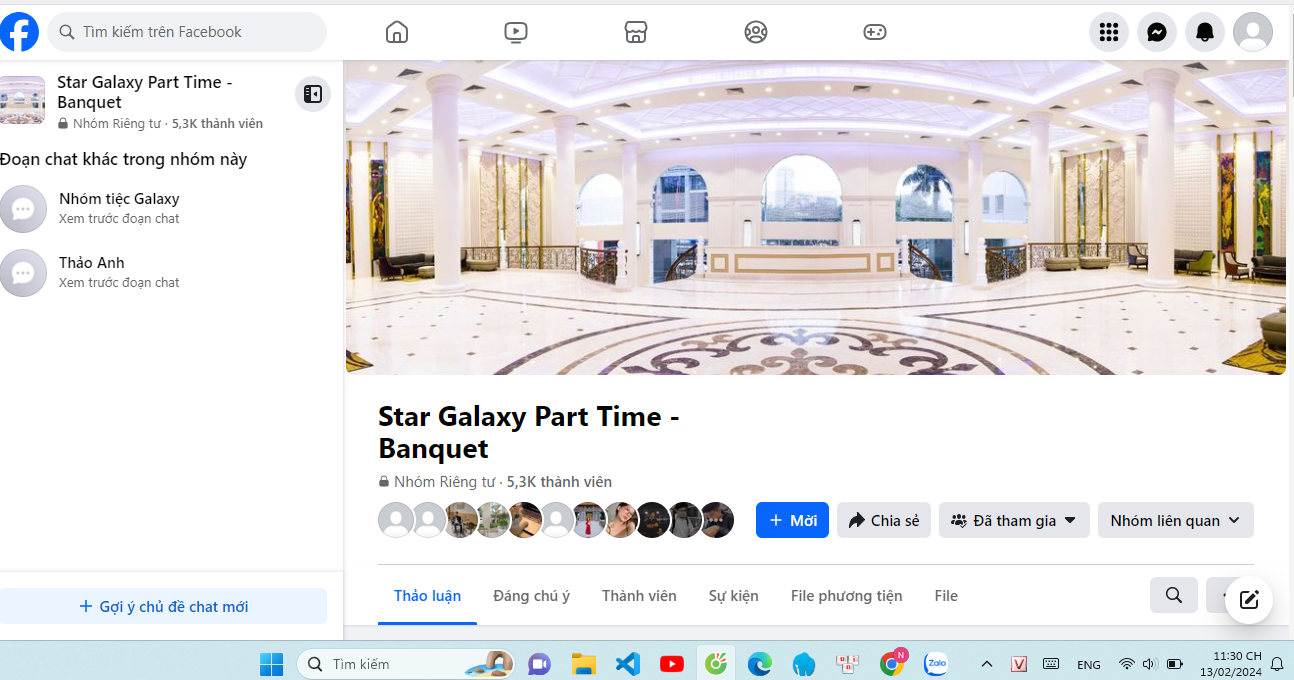 Tìm kiếm trên Facebook
Star Galaxy Part Time -
Banquet
Nhóm Riêng tư · 5,3K thành viên
Đoạn chat khác trong nhóm này
Nhóm tiệc Galaxy
Xem trước đoạn chat
Thảo Anh
Xem trước đoạn chat
+ Gợi ý chủ đề chat mới
Star Galaxy Part Time -
Banquet
Nhóm Riêng tư · 5,3K thành viên
+ Mời
Chia sẻ
Đã tham gia
Nhóm liên quan
Thảo luận
Đáng chú ý
Thành viên
Sự kiện
File phương tiện
File
Tìm kiếm
N
Zalo
V
ENG
11:30 CH
13/02/2024